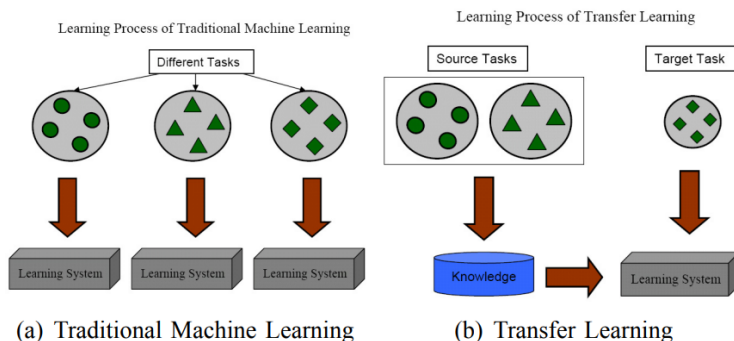 Learning Process of Traditional Machine Learning
Different Tasks
Learning System
Learning System
Learning System
(a) Traditional Machine Learning
Learning Process of Transfer Learning
Source Tasks
Target Task
Knowledge
Learning System
(b) Transfer Learning